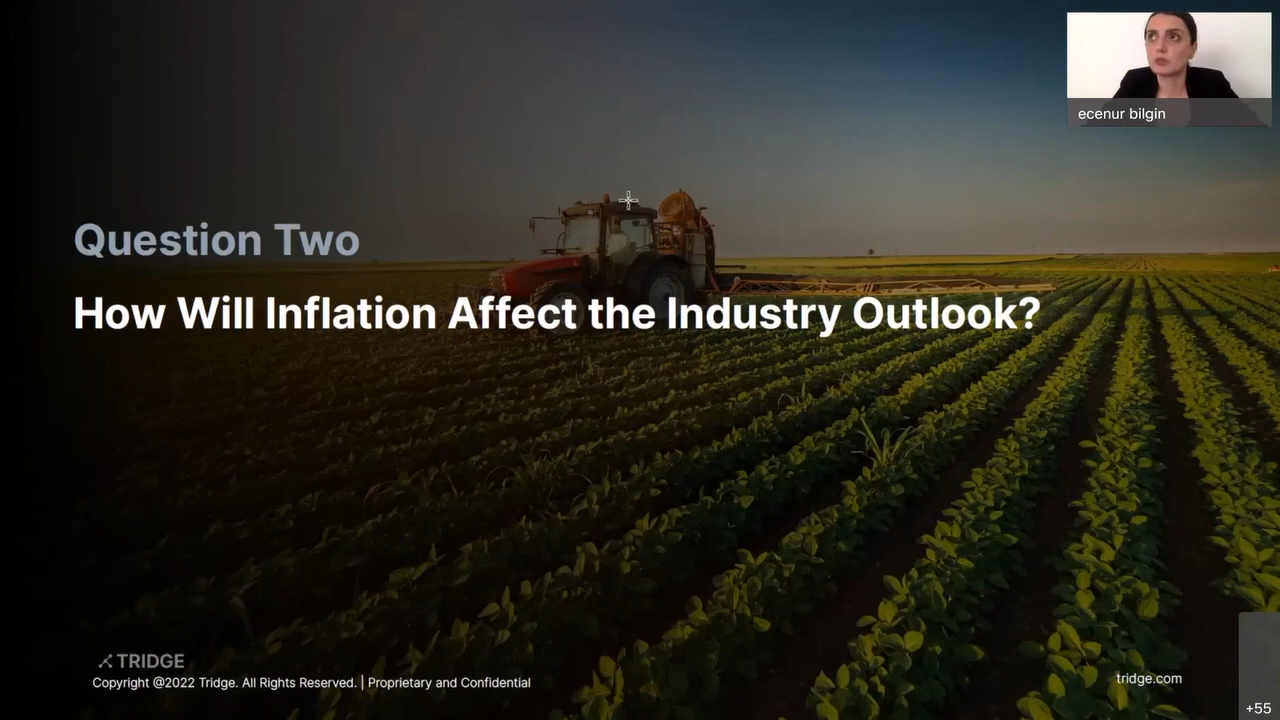 ecenur bilgin
Question Two
How Will Inflation Affect the Industry Outlook?
TRIDGE
Copyright @2022 Tridge. All Rights Reserved. | Proprietary and Confidential
tridge.com
+55